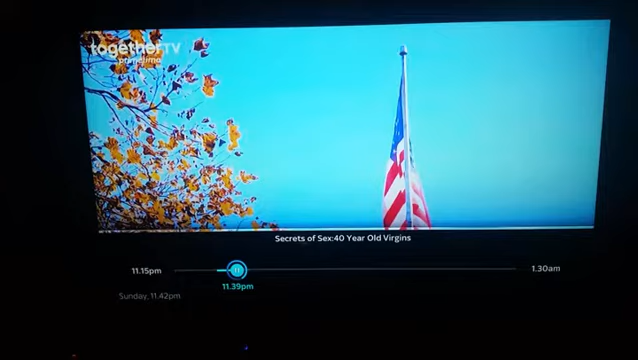 togetherTV
primetime
Secrets of Sex:40 Year Old Virgins
11.15pm
1.30am
11.39pm
Sunday, 11.42pm